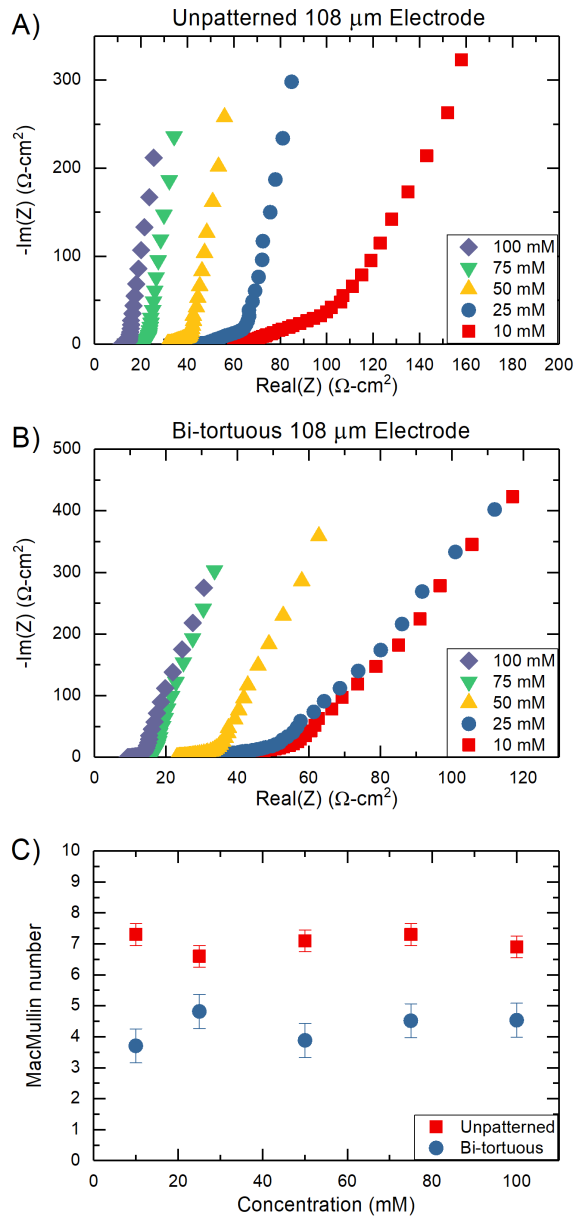 A)
Unpatterned 108 μm Electrode
-Im(Z) (Ω-cm²)
300
200
100
0
100 mM
75 mM
50 mM
25 mM
10 mM
0 20 40 60 80 100 120 140 160 180 200
Real(Z) (Ω-cm²)
B)
Bi-tortuous 108 μm Electrode
-Im(Z) (Ω-cm²)
500
400
300
200
100
0
100 mM
75 mM
50 mM
25 mM
10 mM
0 20 40 60 80 100 120
Real(Z) (Ω-cm²)
C)
MacMullin number
10
9
8
7
6
5
4
3
2
1
0
Unpatterned
Bi-tortuous
0 20 40 60 80 100
Concentration (mM)